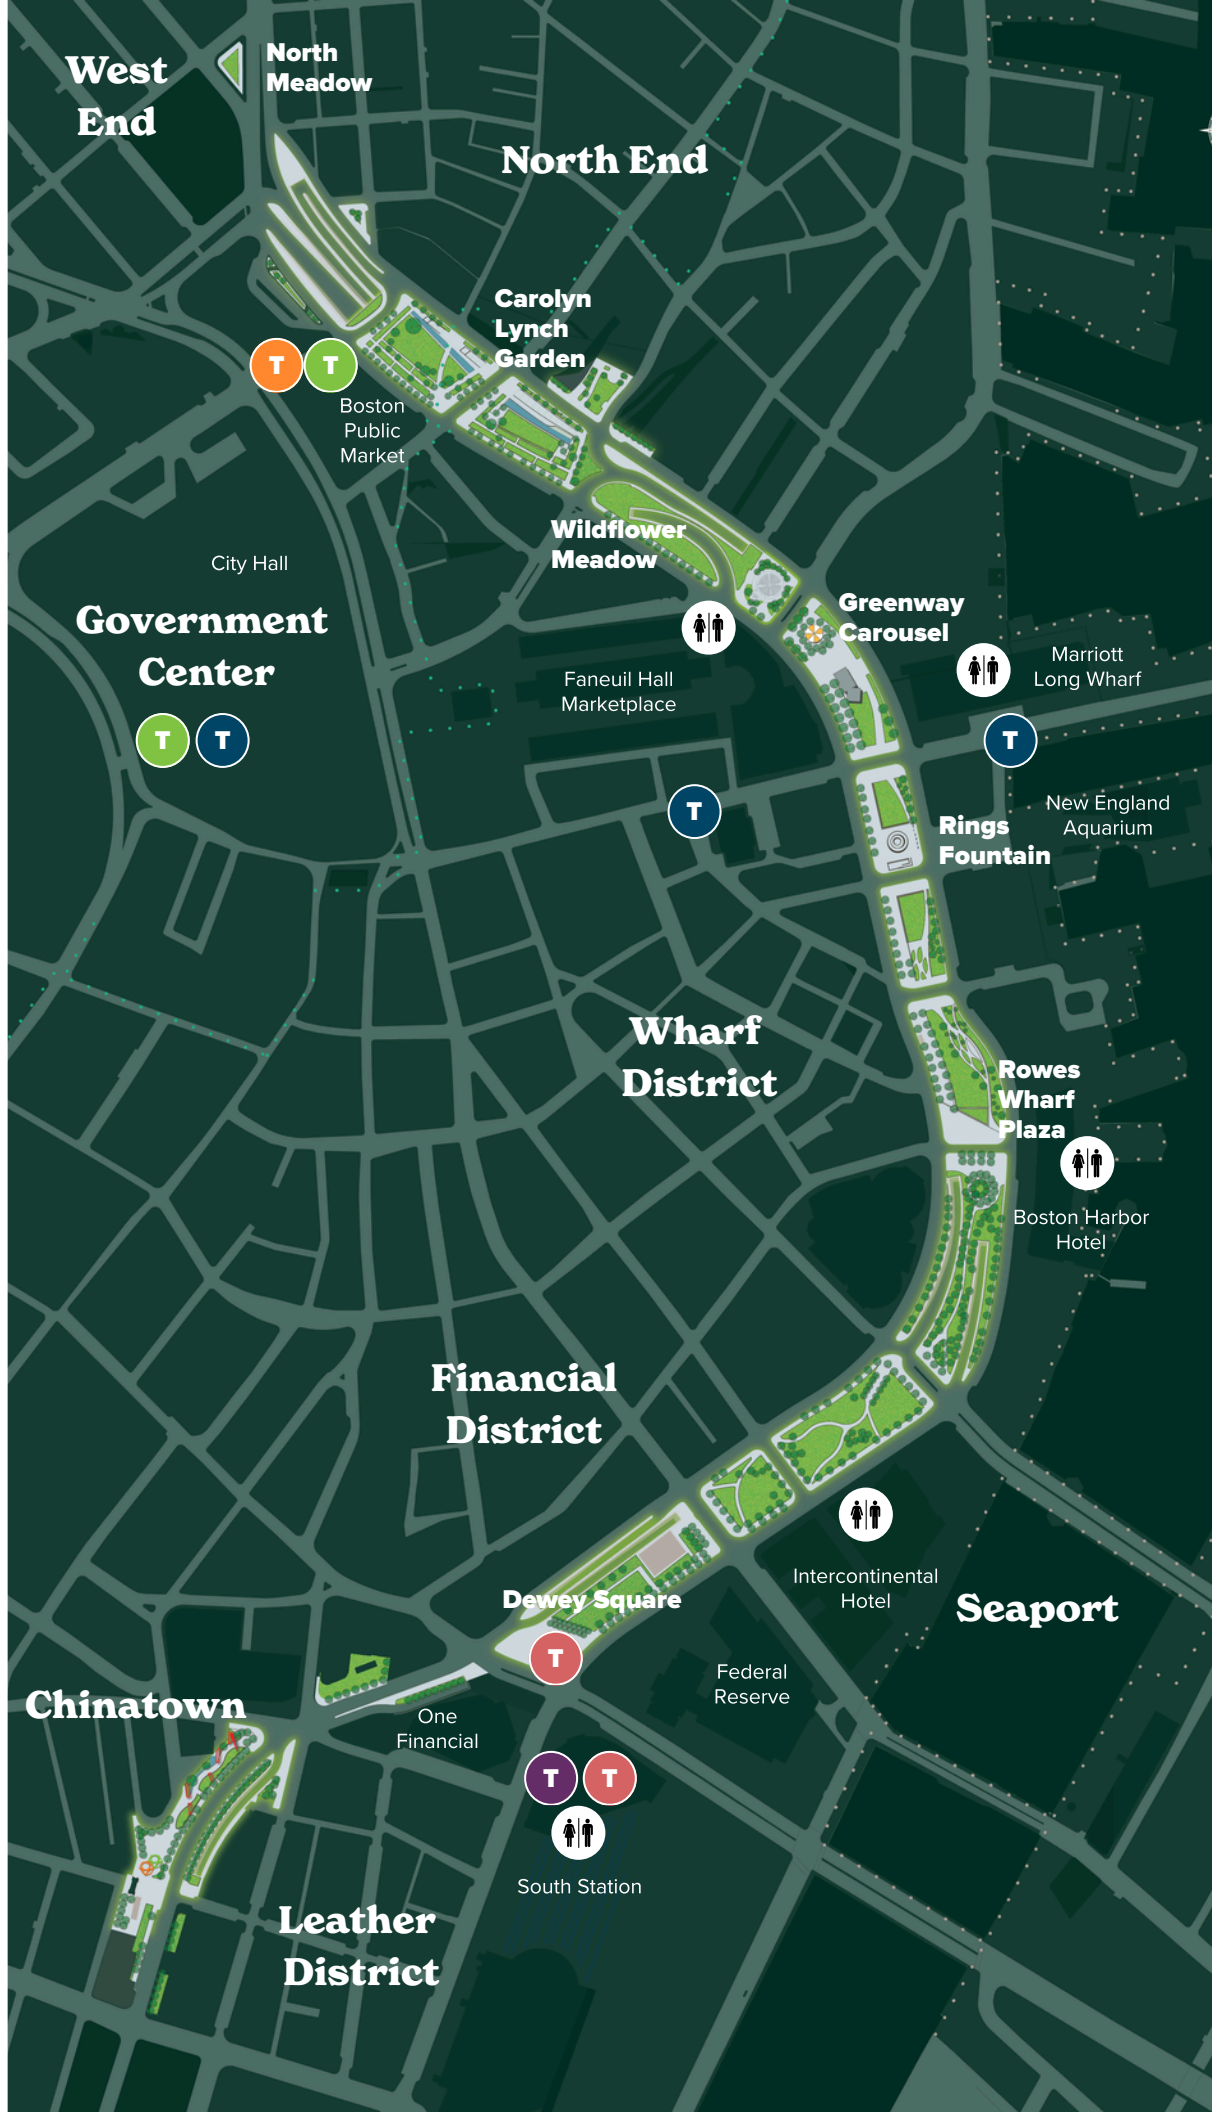 West
End
North
Meadow
North End
Carolyn
Lynch
Garden
T
T
Boston
Public
Market
Wildflower
Meadow
City Hall
Government
Center
T
T
Greenway
Carousel
Marriott
Long Wharf
Faneuil Hall
Marketplace
T
T
New England
Aquarium
Rings
Fountain
Wharf
District
Rowes
Wharf
Plaza
Boston Harbor
Hotel
Financial
District
Intercontinental
Hotel
Seaport
Dewey Square
T
Federal
Reserve
Chinatown
One
Financial
T
T
South Station
Leather
District